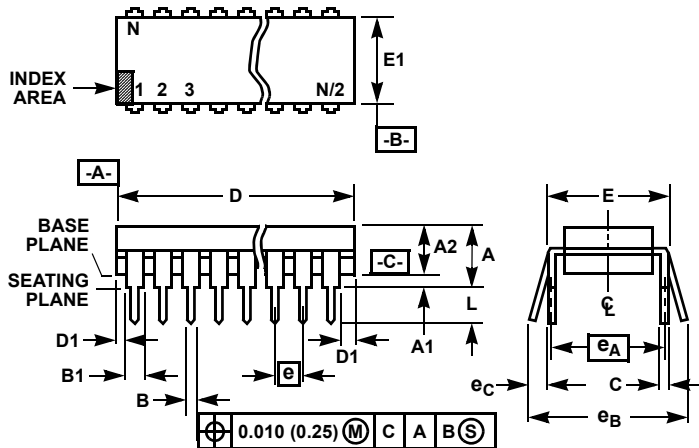 N
E1
INDEX
AREA
1 2 3 N/2
-B-
-A-
D
E
BASE
PLANE
A2
A
-C-
SEATING
PLANE
L
℄
D1
A1
D1
eA
B1
e
eC
C
B
eB
0.010 (0.25) Ⓜ C A B Ⓢ